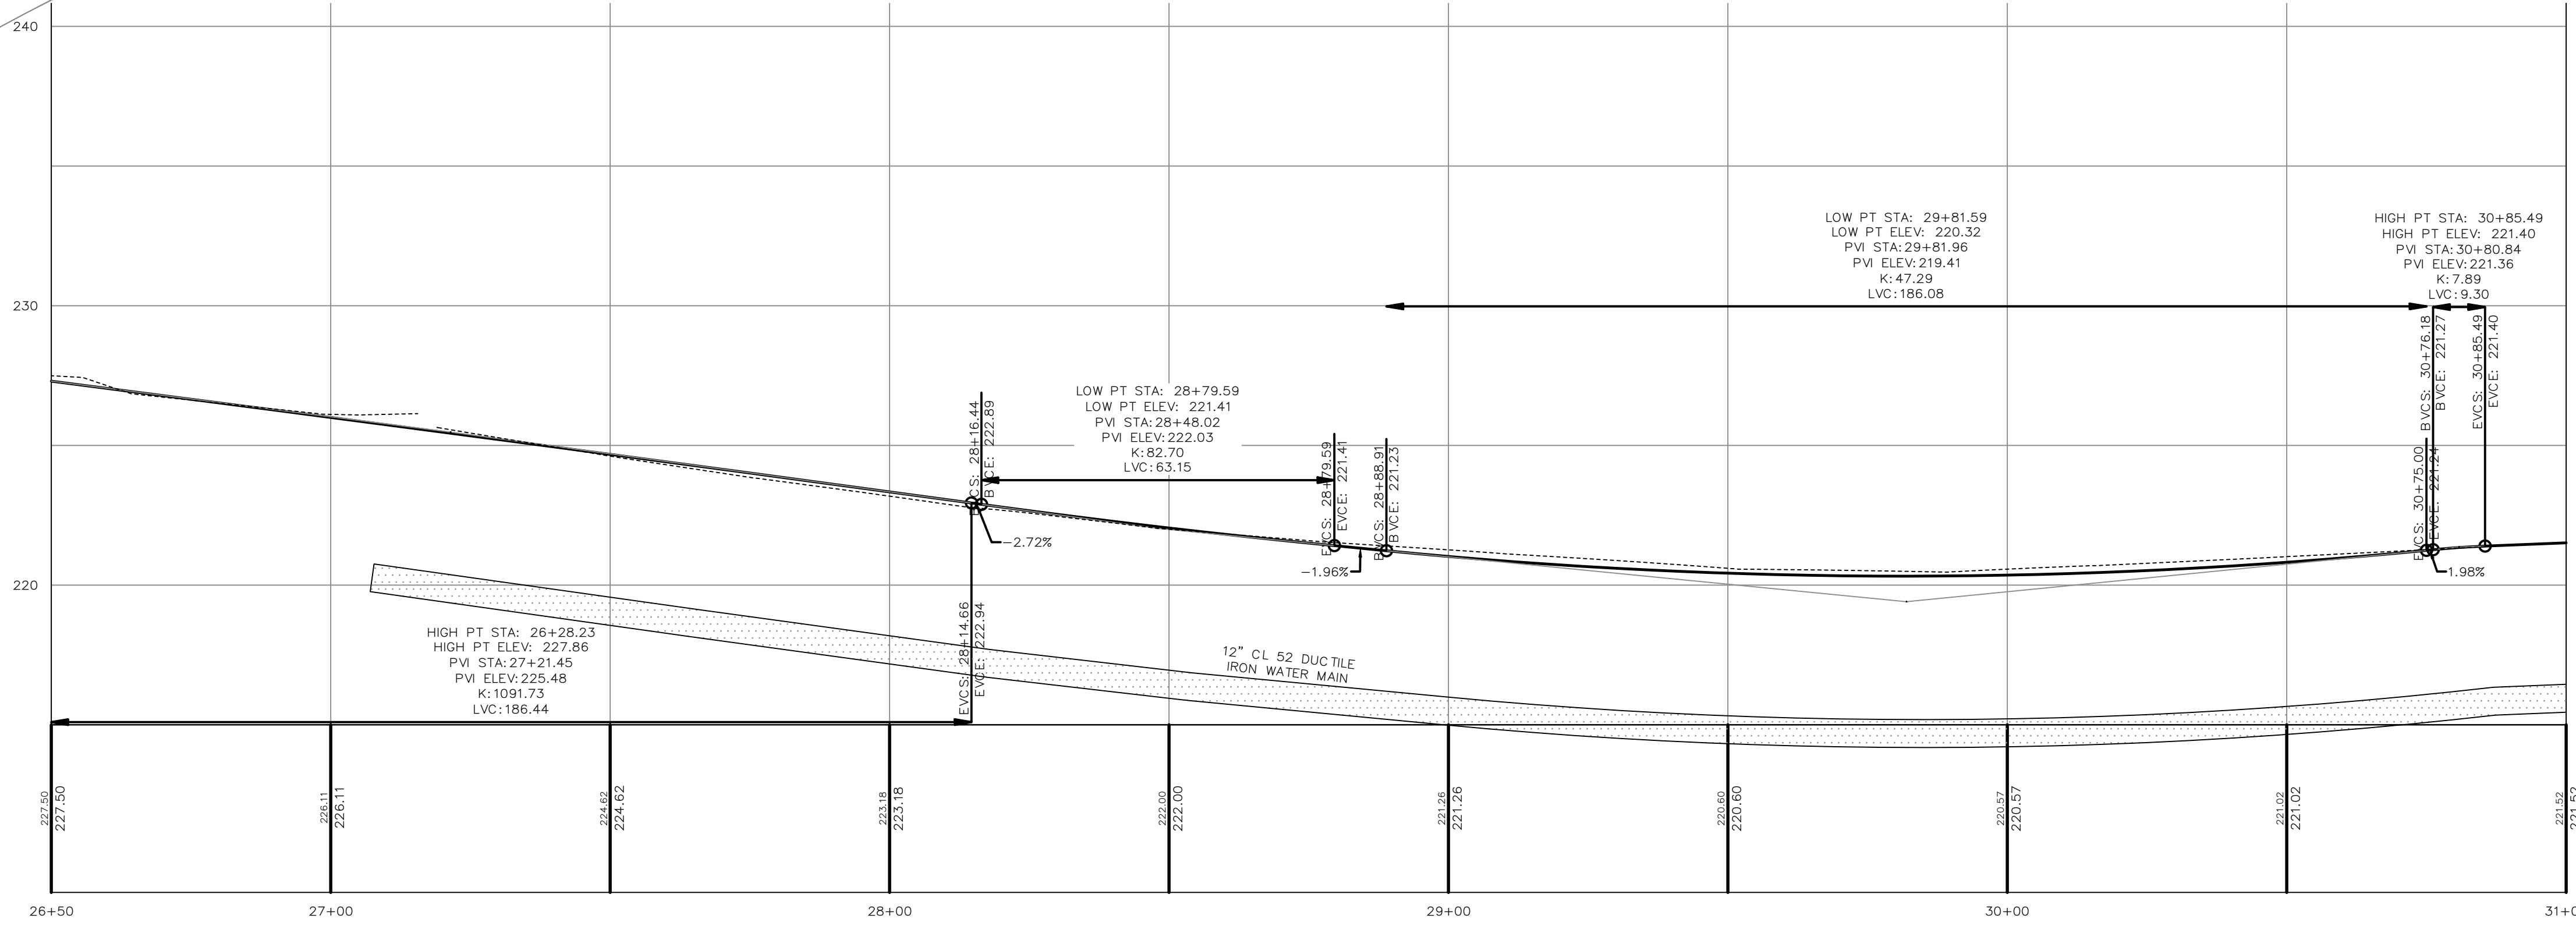 240
230
220
LOW PT STA: 29+81.59
LOW PT ELEV: 220.32
PVI STA:29+81.96
PVI ELEV:219.41
K:47.29
LVC:186.08
HIGH PT STA: 30+85.49
HIGH PT ELEV: 221.40
PVI STA:30+80.84
PVI ELEV:221.36
K:7.89
LVC:9.30
BVCS: 30+76.18
BVCE: 221.27
EVCS: 30+85.49
EVCE: 221.40
LOW PT STA: 28+79.59
LOW PT ELEV: 221.41
PVI STA:28+48.02
PVI ELEV:222.03
K:82.70
LVC:63.15
28+16.44
BVCE: 222.89
EVCS: 28+79.59
EVCE: 221.41
BVCS: 28+88.91
BVCE: 221.23
EVCS: 30+75.00
EVCE: 221.24
-2.72%
-1.96%
1.98%
HIGH PT STA: 26+28.23
HIGH PT ELEV: 227.86
PVI STA:27+21.45
PVI ELEV:225.48
K:1091.73
LVC:186.44
EVCS: 28+14.66
EVCE: 222.94
12" CL 52 DUCTILE
IRON WATER MAIN
227.50
227.50
226.11
226.11
224.62
224.62
223.18
223.18
222.00
222.00
221.26
221.26
220.60
220.60
220.57
220.57
221.02
221.02
221.52
221.52
26+50
27+00
28+00
29+00
30+00